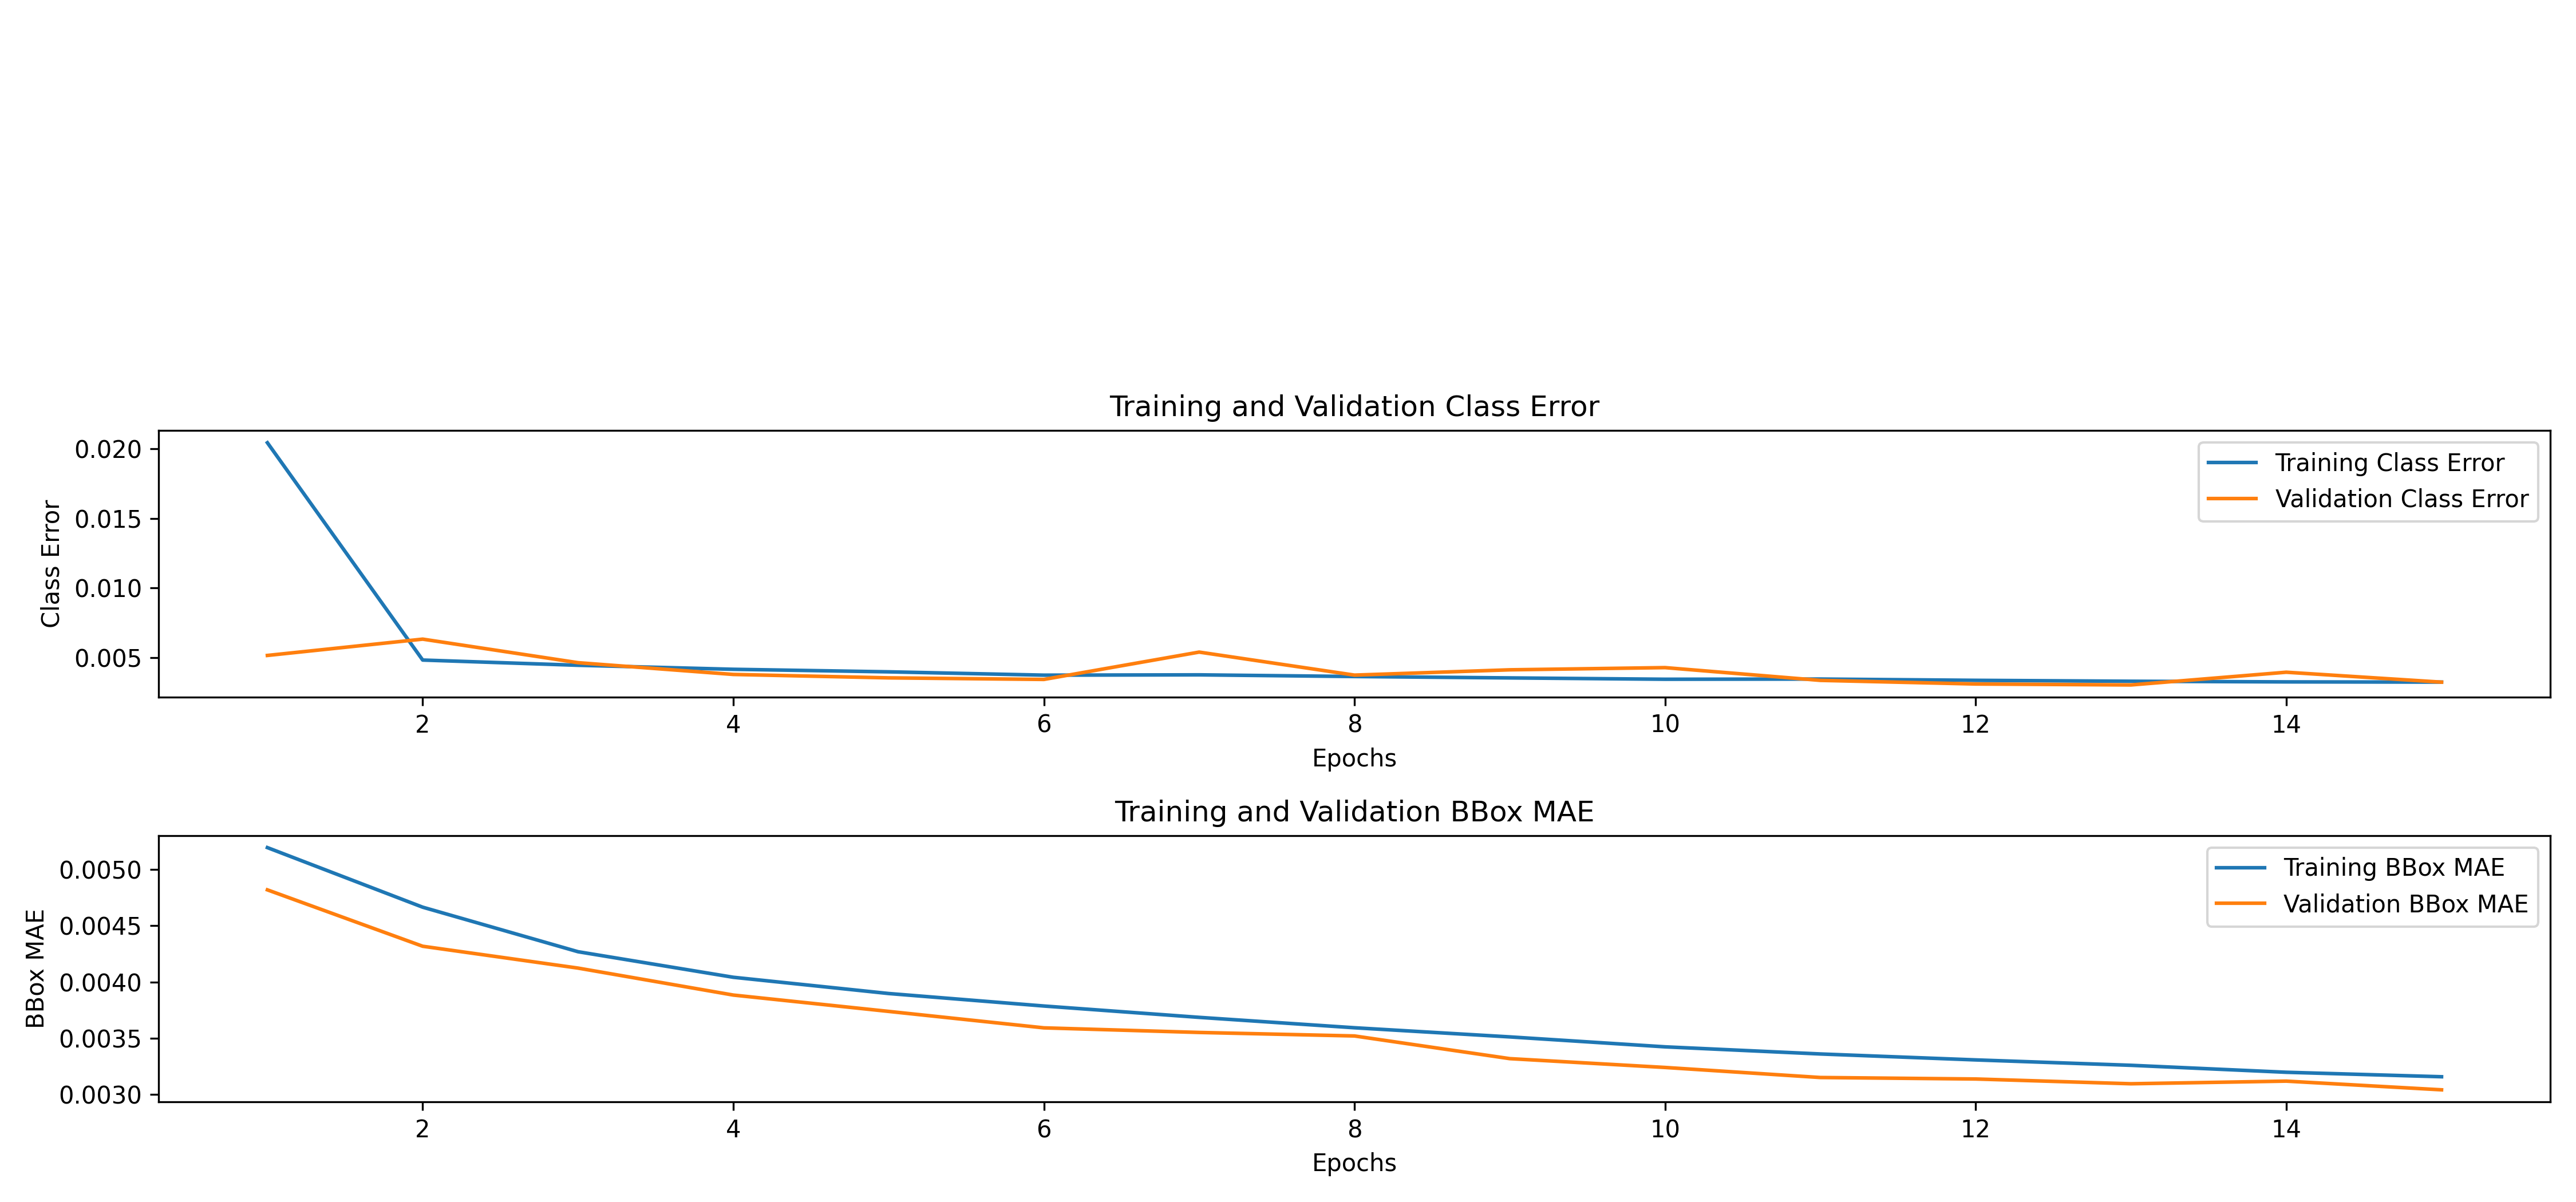 Training and Validation Class Error
Class Error
0.020
0.015
0.010
0.005
Training Class Error
Validation Class Error
2 4 6 8 10 12 14
Epochs
Training and Validation BBox MAE
BBox MAE
0.0050
0.0045
0.0040
0.0035
0.0030
Training BBox MAE
Validation BBox MAE
2 4 6 8 10 12 14
Epochs